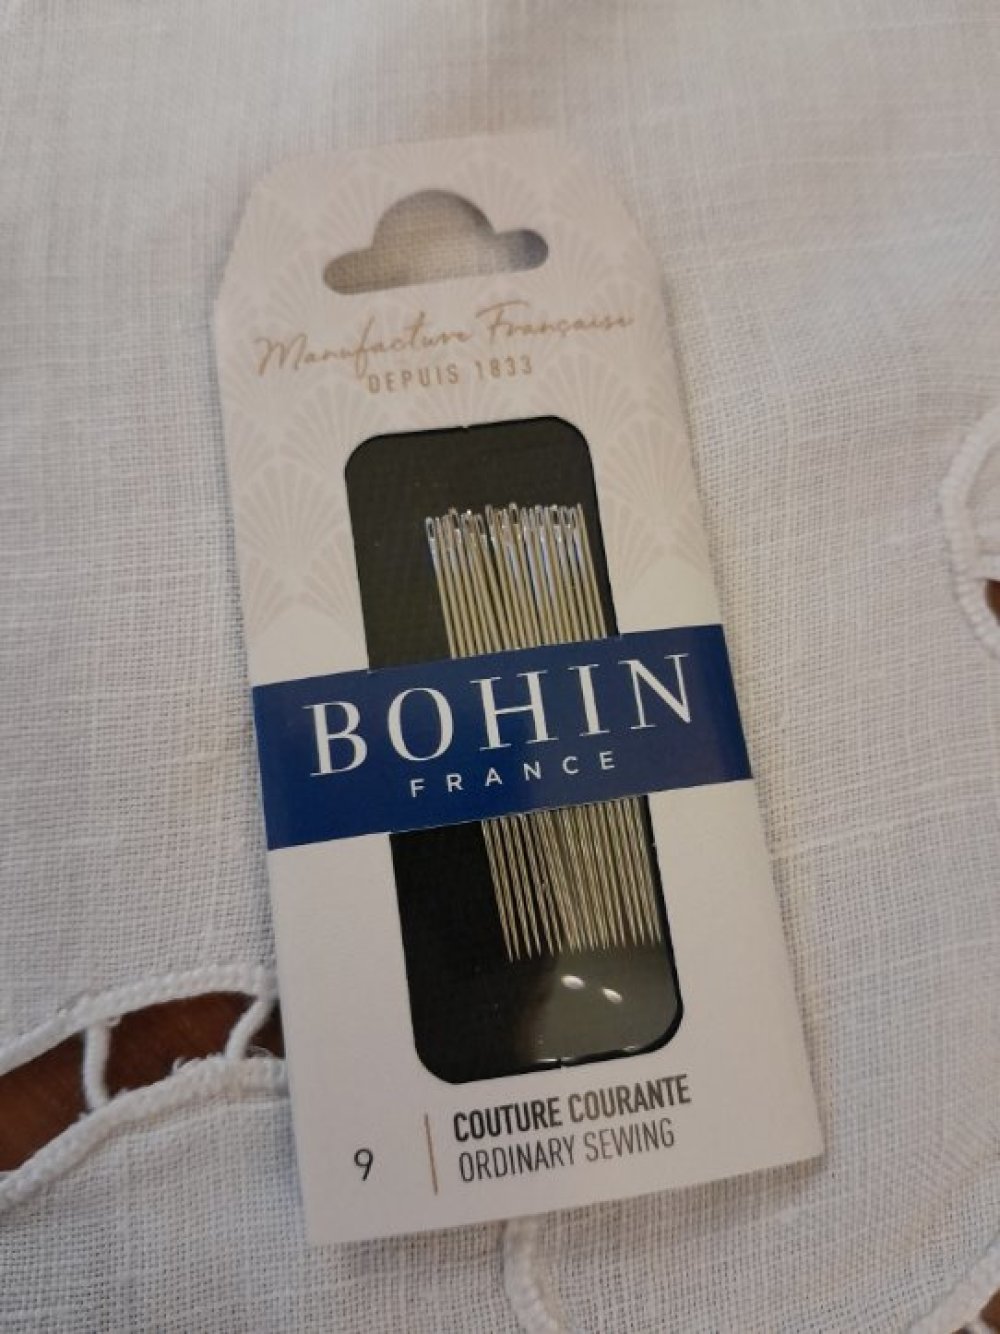 Manufacture Française
DEPUIS 1833
BOHIN
FRANCE
9
COUTURE COURANTE
ORDINARY SEWING